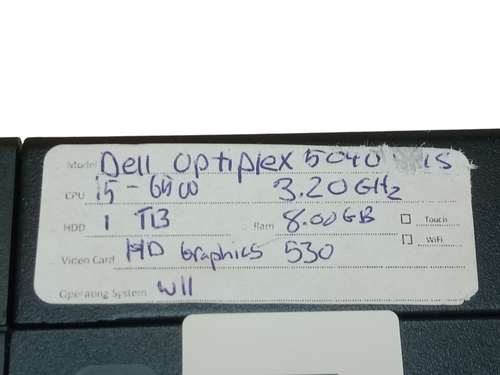 Model Dell Optiplex 5040 IS
CPU i5-6500 3.20GHz
HDD 1 TB Ram 8.00GB Touch
WiFi
Video Card HD Graphics 530
Operating System W11